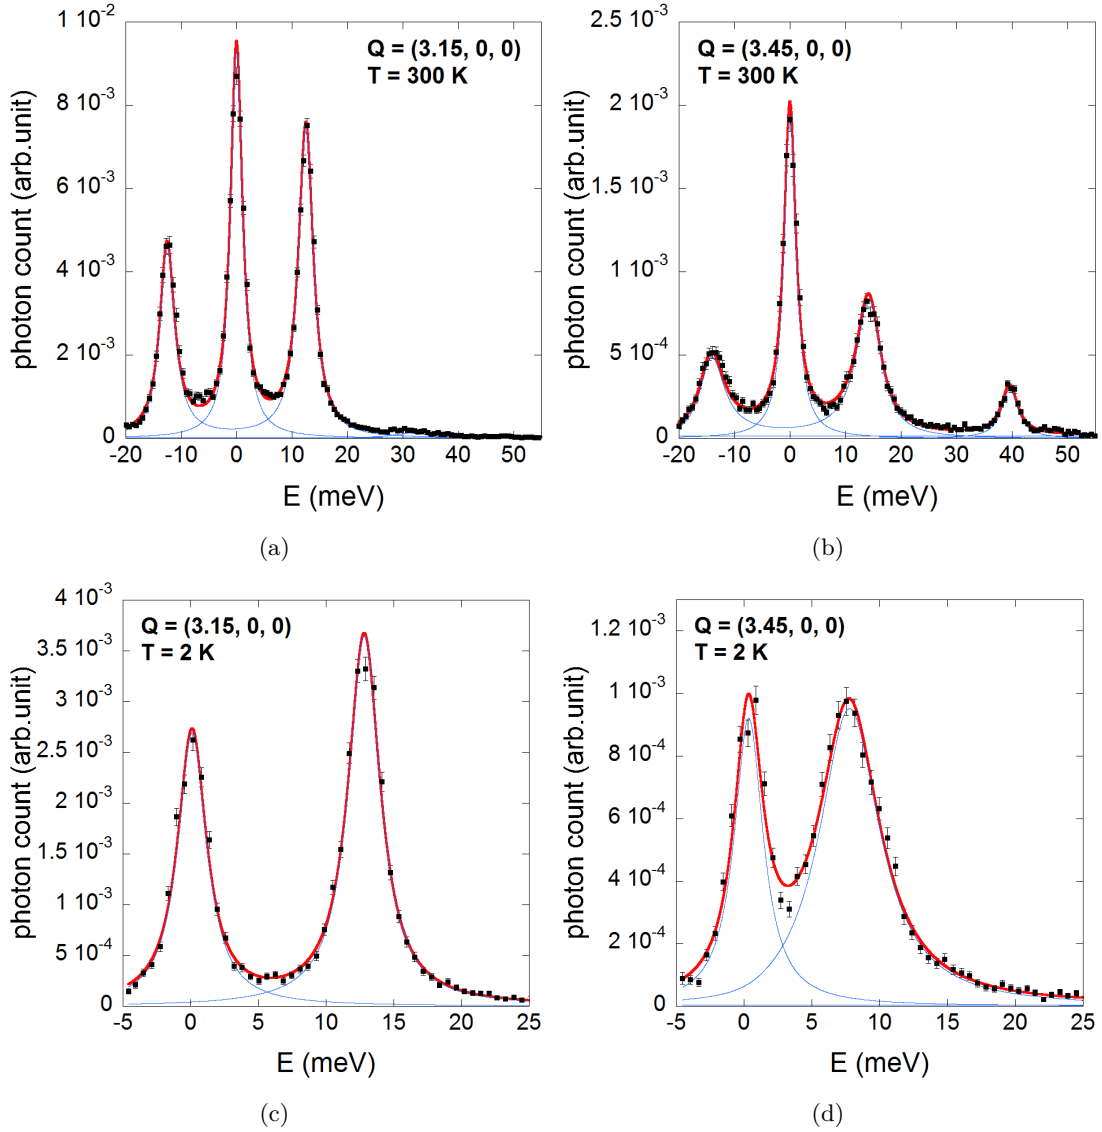 1 10⁻²
8 10⁻³
6 10⁻³
4 10⁻³
2 10⁻³
0
photon count (arb.unit)
Q = (3.15, 0, 0)
T = 300 K
-20 -10 0 10 20 30 40 50
E (meV)
(a)
2.5 10⁻³
2 10⁻³
1.5 10⁻³
1 10⁻³
5 10⁻⁴
0
photon count (arb.unit)
Q = (3.45, 0, 0)
T = 300 K
-20 -10 0 10 20 30 40 50
E (meV)
(b)
4 10⁻³
3.5 10⁻³
3 10⁻³
2.5 10⁻³
2 10⁻³
1.5 10⁻³
1 10⁻³
5 10⁻⁴
0
photon count (arb.unit)
Q = (3.15, 0, 0)
T = 2 K
-5 0 5 10 15 20 25
E (meV)
(c)
1.2 10⁻³
1 10⁻³
8 10⁻⁴
6 10⁻⁴
4 10⁻⁴
2 10⁻⁴
0
photon count (arb.unit)
Q = (3.45, 0, 0)
T = 2 K
-5 0 5 10 15 20 25
E (meV)
(d)